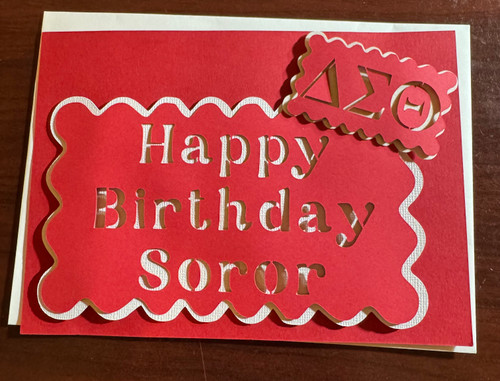 ΔΣΘ
Happy
Birthday
Soror